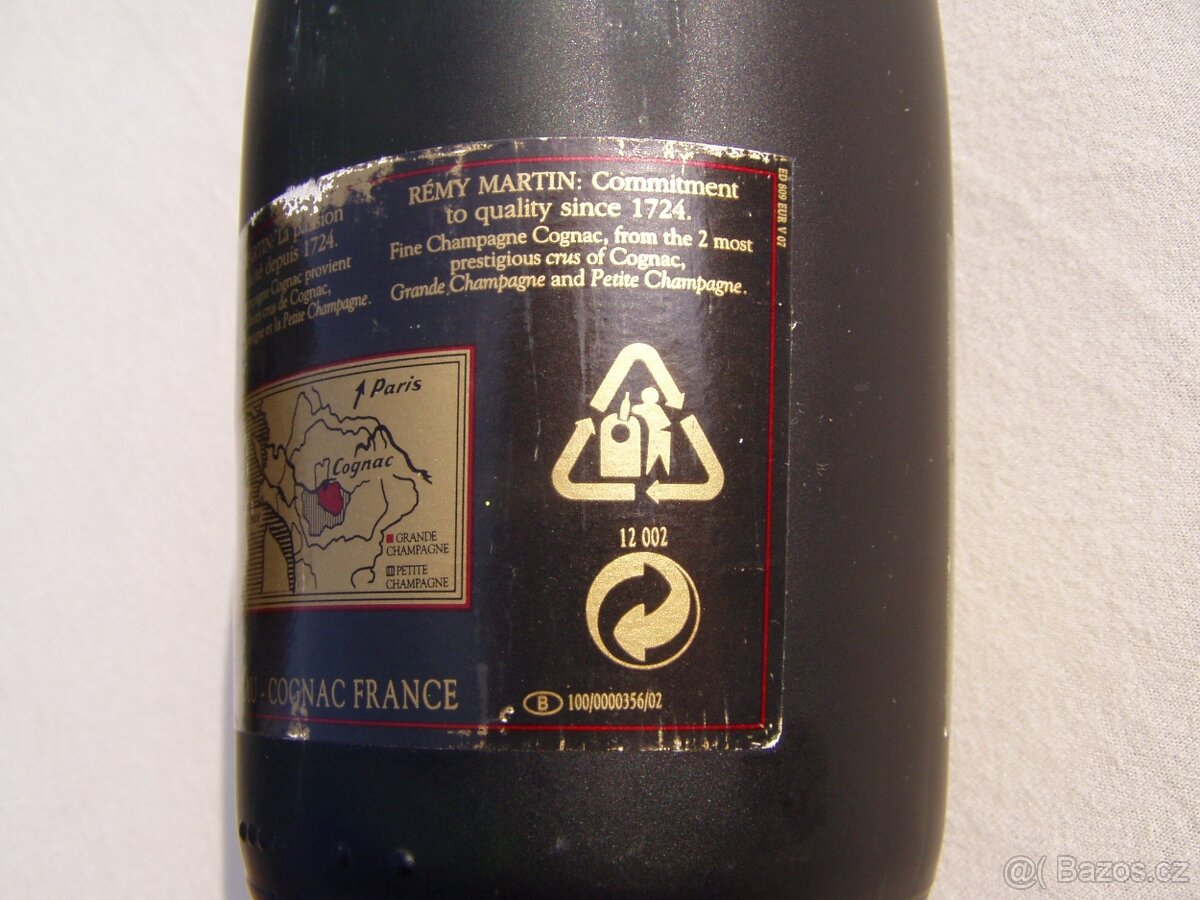 RÉMY MARTIN: Commitment
to quality since 1724.
Fine Champagne Cognac, from the 2 most
prestigious crus of Cognac,
Grande Champagne and Petite Champagne.
La passion
depuis 1724.
Cognac provient
crus de Cognac,
et la Petite Champagne.
Paris
Cognac
GRANDE
CHAMPAGNE
PETITE
CHAMPAGNE
- COGNAC FRANCE
12 002
B 100/0000356/02
ED 809 EUR V 07
@( Bazos.cz